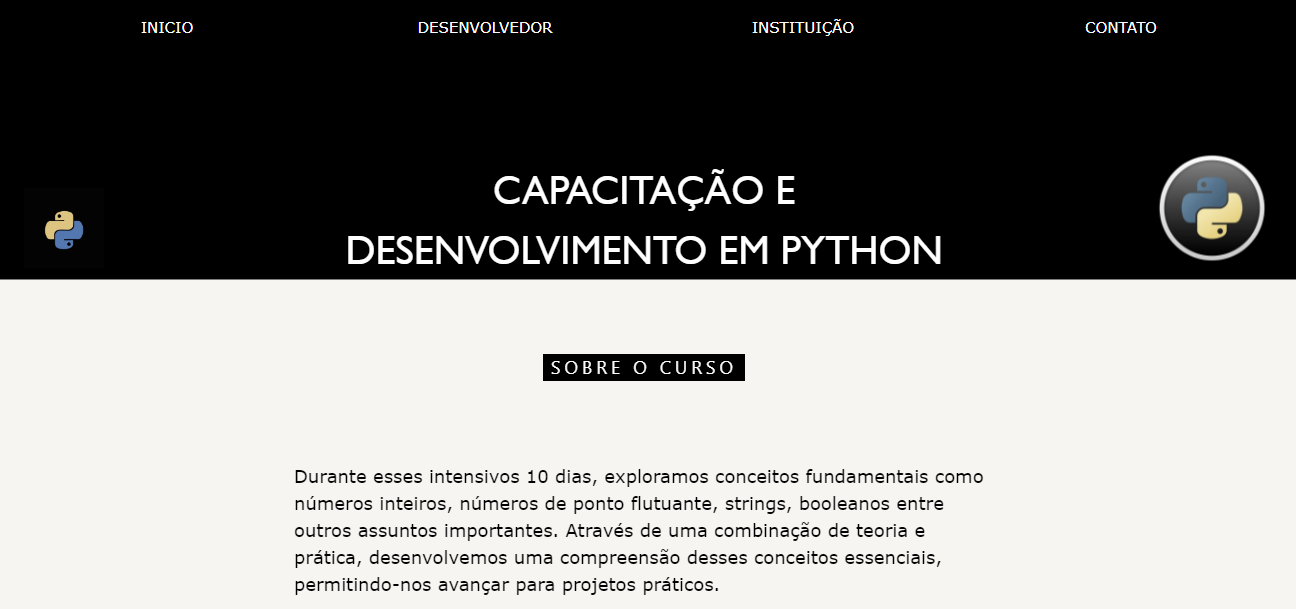 INICIO
DESENVOLVEDOR
INSTITUIÇÃO
CONTATO
CAPACITAÇÃO E
DESENVOLVIMENTO EM PYTHON
SOBRE O CURSO
Durante esses intensivos 10 dias, exploramos conceitos fundamentais como
números inteiros, números de ponto flutuante, strings, booleanos entre
outros assuntos importantes. Através de uma combinação de teoria e
prática, desenvolvemos uma compreensão desses conceitos essenciais,
permitindo-nos avançar para projetos práticos.